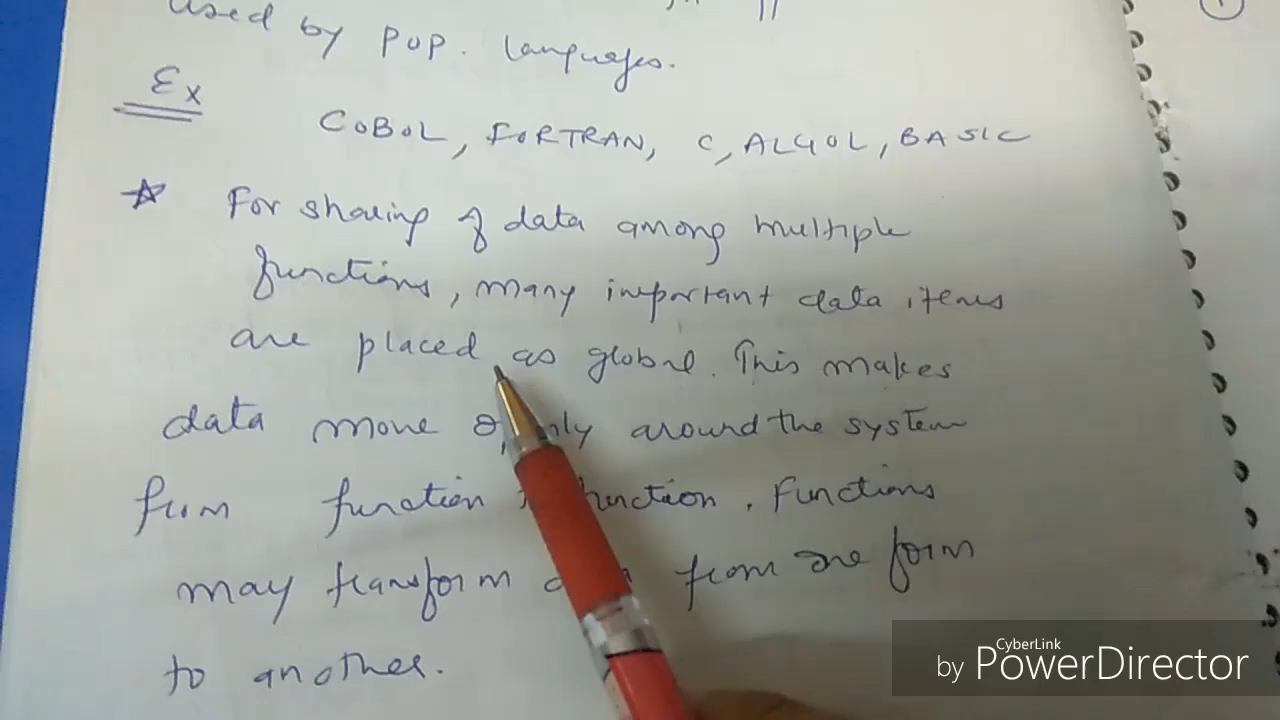 used by POP. languages.
Ex
COBOL, FORTRAN, C, ALGOL, BASIC
☆ For sharing of data among multiple
functions, many important data items
are placed as global. This makes
data move around the system
from function function. Functions
may transform from one form
to another.
CyberLink
by PowerDirector